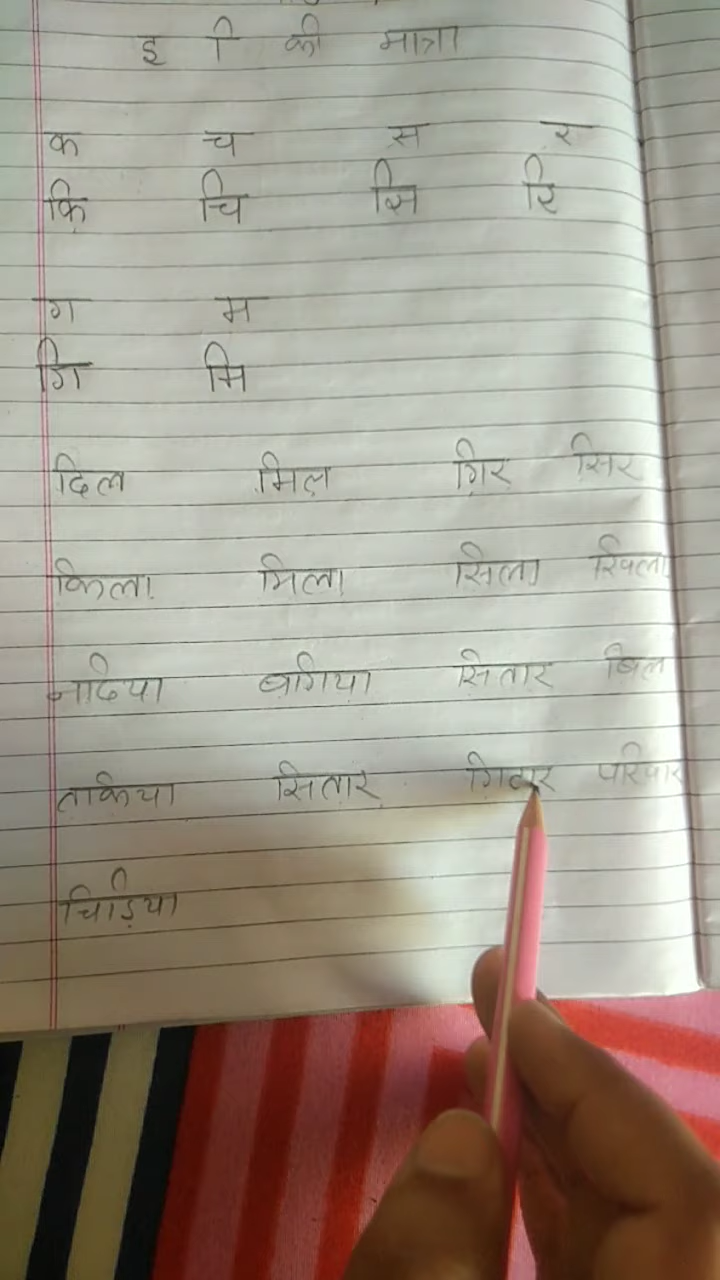 इ ि की मात्रा
क च स र
कि चि सि रि
ग म
गि मि
दिल मिल गिर सिर
किला मिला सिला खिला
नदिया बगिया सितार बिल
तकिया सितार गिटार परिवार
चिड़िया